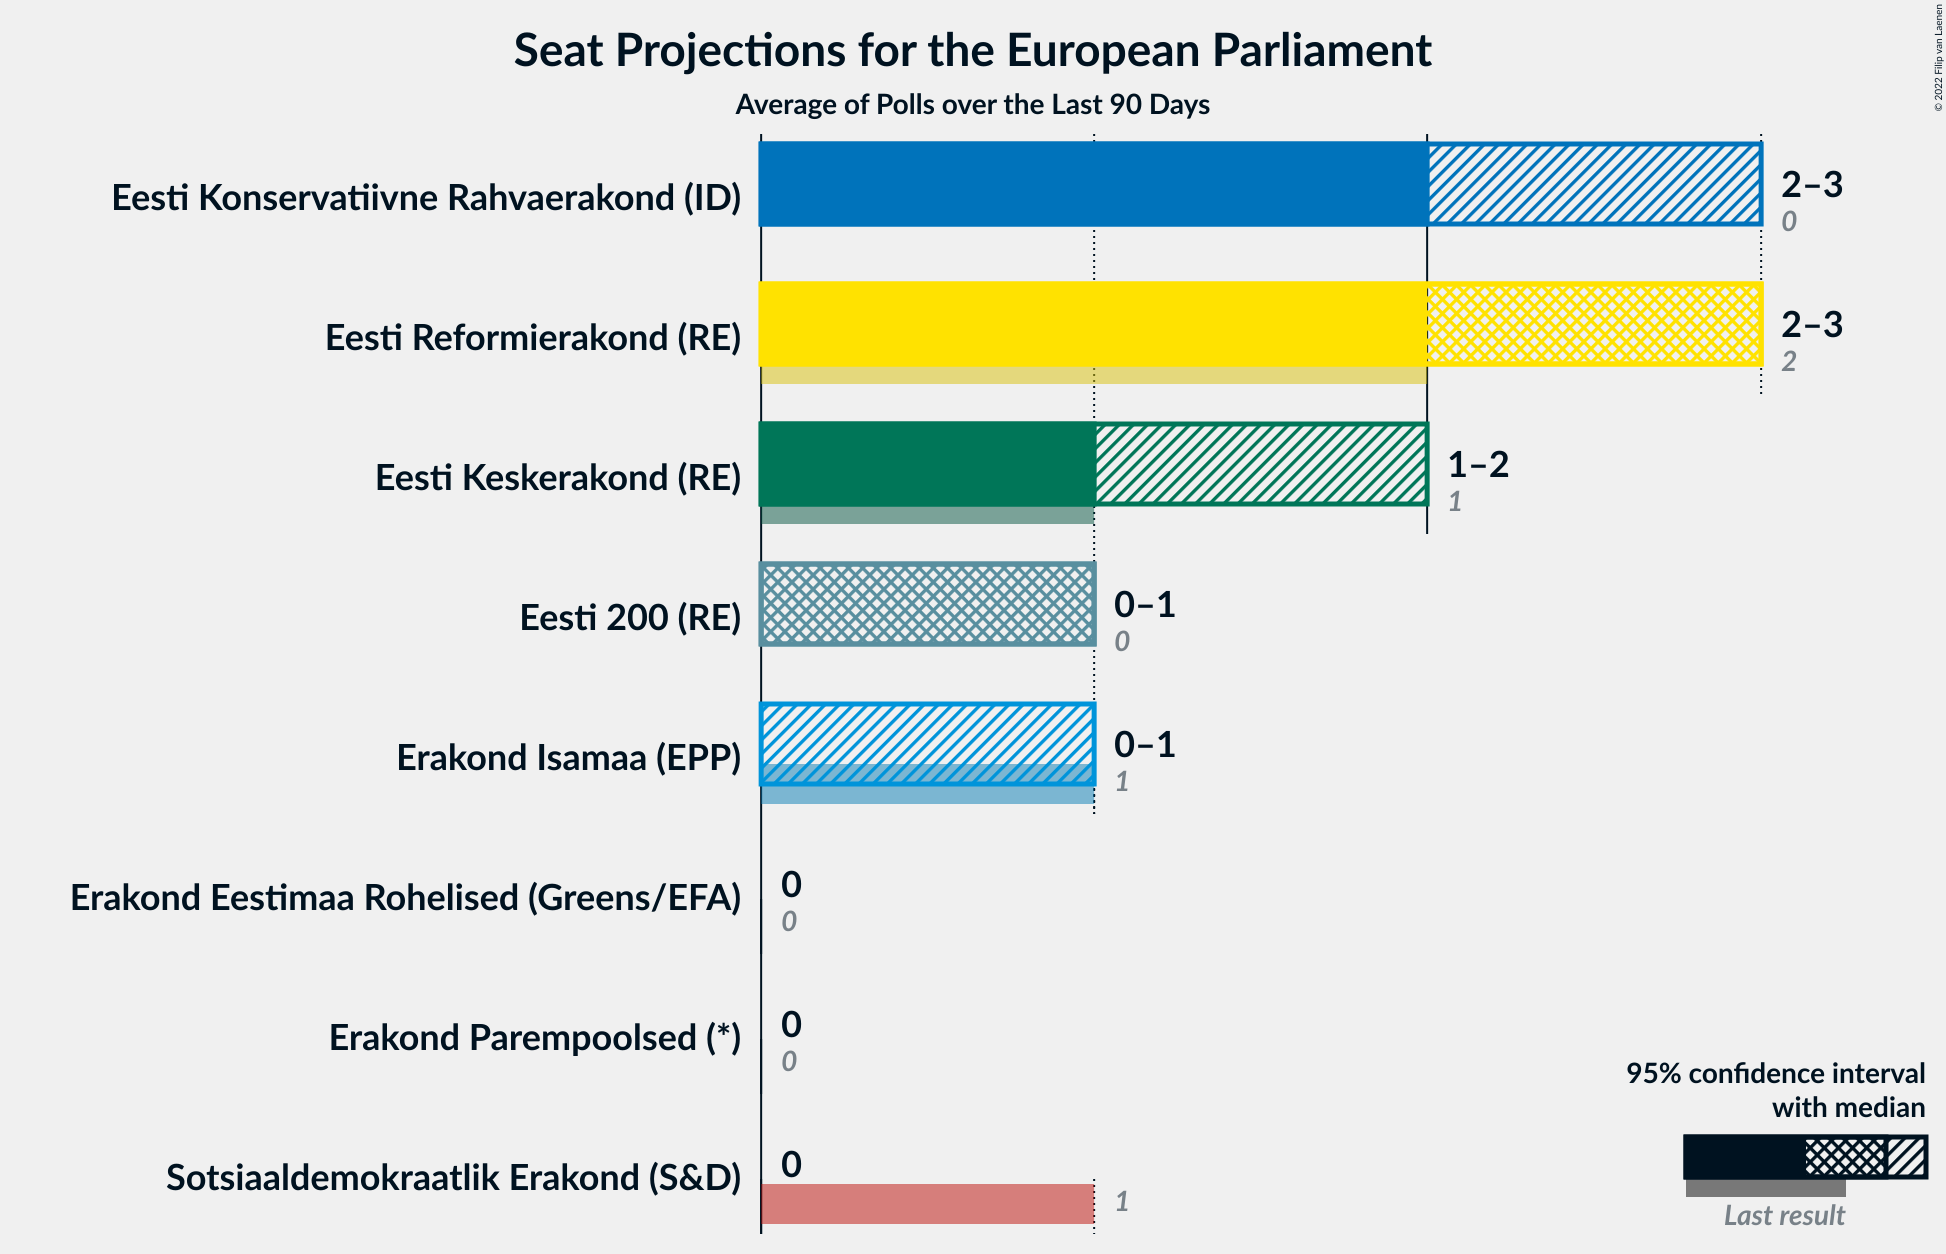 Seat Projections for the European Parliament
Average of Polls over the Last 90 Days
© 2022 Filip van Laenen
Eesti Konservatiivne Rahvaerakond (ID)
2–3
0
Eesti Reformierakond (RE)
2–3
2
Eesti Keskerakond (RE)
1–2
1
Eesti 200 (RE)
0–1
0
Erakond Isamaa (EPP)
0–1
1
Erakond Eestimaa Rohelised (Greens/EFA)
0
0
Erakond Parempoolsed (*)
0
0
Sotsiaaldemokraatlik Erakond (S&D)
0
1
95% confidence interval
with median
Last result